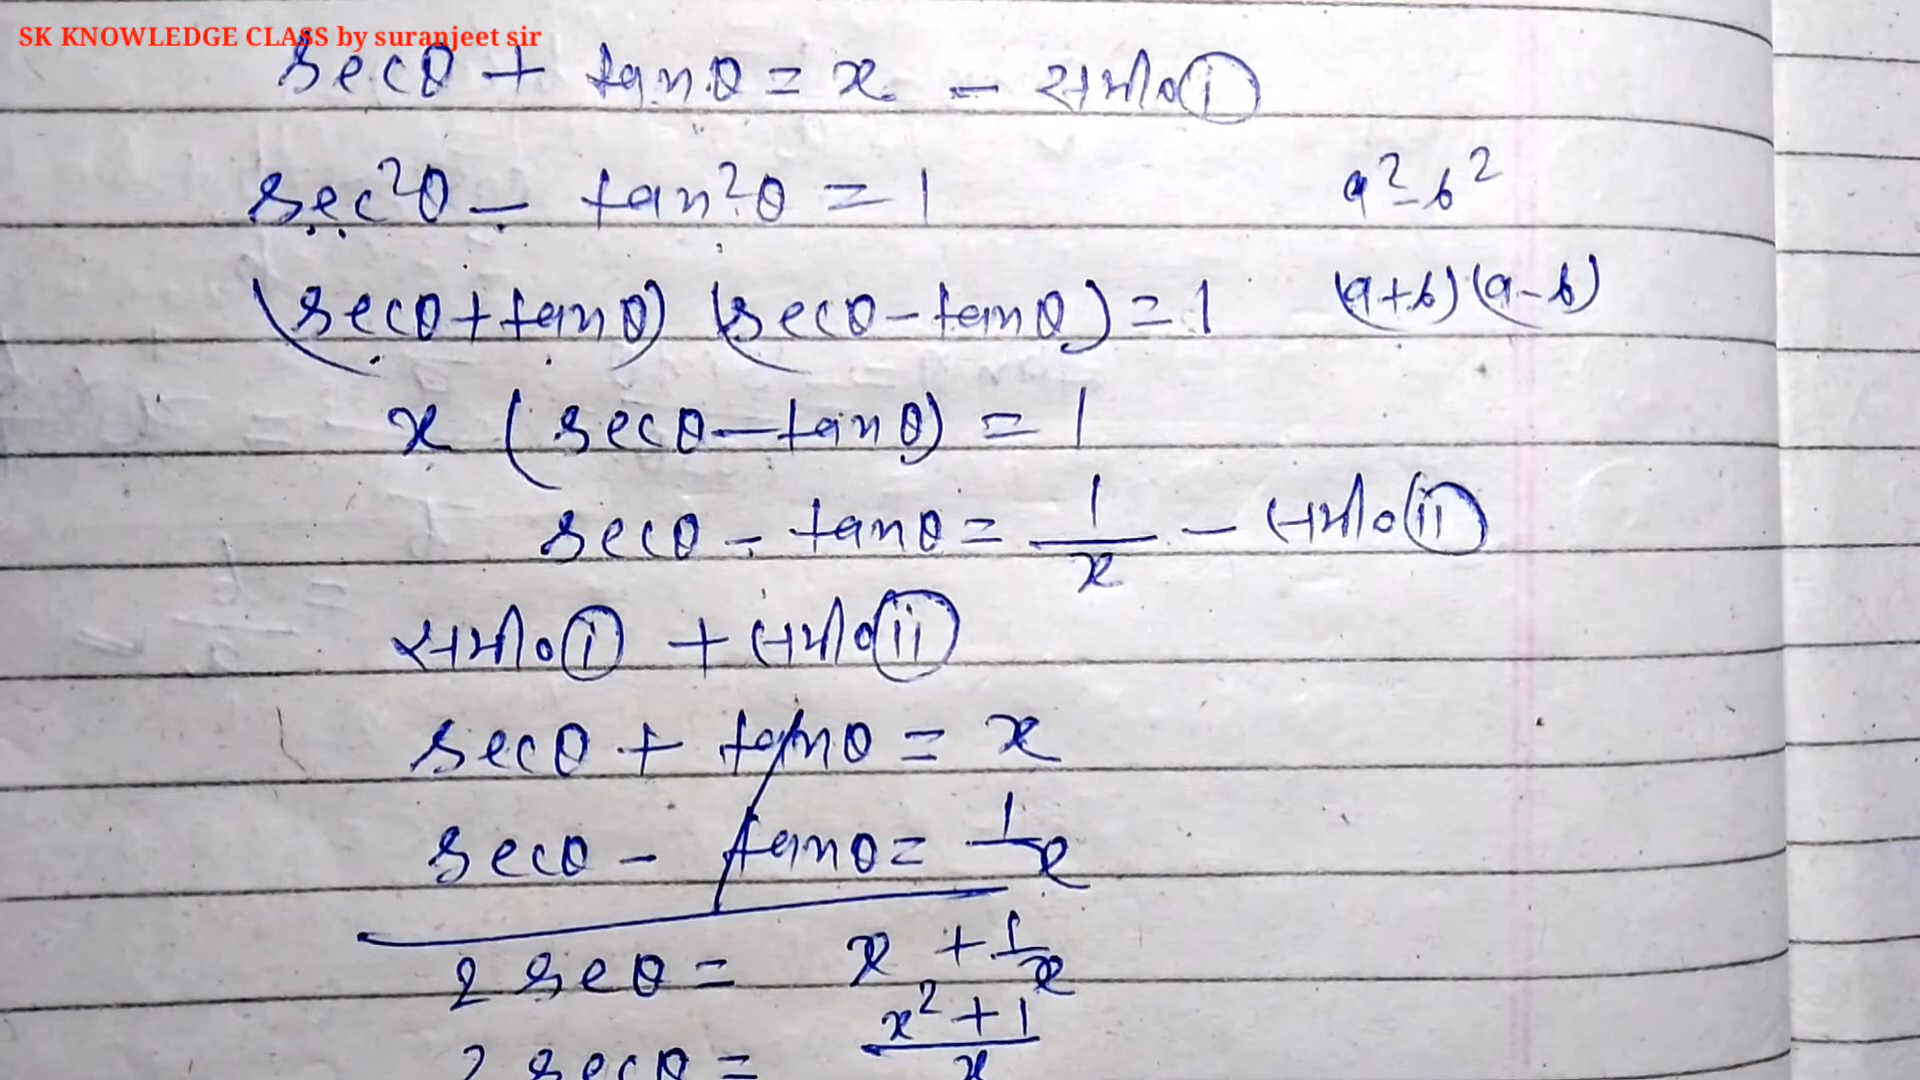 SK KNOWLEDGE CLASS by suranjeet sir
secθ + tanθ = x — समी० (i)
sec²θ - tan²θ = 1
a² - b²
(secθ + tanθ) (secθ - tanθ) = 1
(a+b)(a-b)
x (secθ - tanθ) = 1
secθ - tanθ = 1/x — समी० (ii)
समी० (i) + समी० (ii)
secθ + tanθ = x
secθ - tanθ = 1/x
2 seθ = x + 1/x
2 secθ = x² + 1 / x